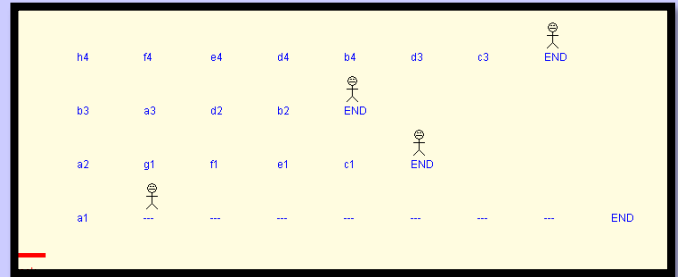 h4 f4 e4 d4 b4 d3 c3 END
b3 a3 d2 b2 END
a2 g1 f1 e1 c1 END
a1 --- --- --- --- --- --- --- END